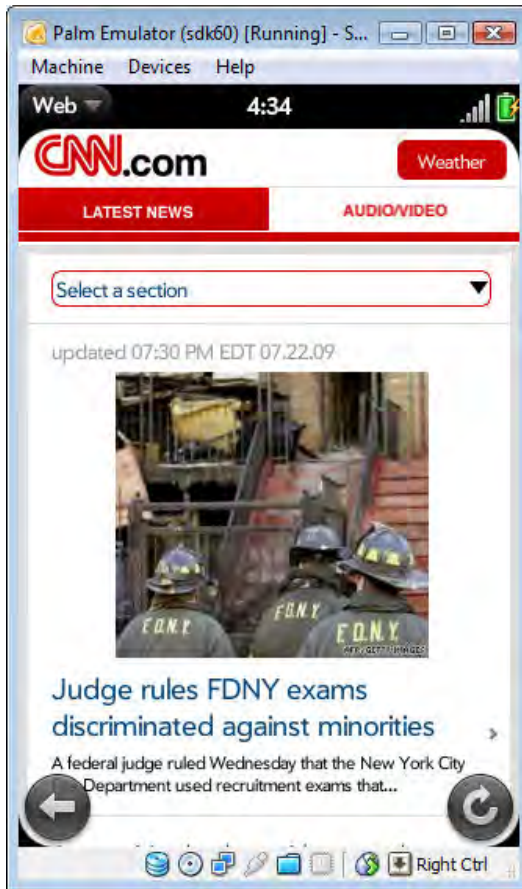 Palm Emulator (sdk60) [Running] - S...
Machine Devices Help
Web 4:34
CNN.com Weather
LATEST NEWS AUDIO/VIDEO
Select a section
updated 07:30 PM EDT 07.22.09
F.D.N.Y. F.D.N.Y. F.D.N.Y.
AFP/GETTY IMAGES
Judge rules FDNY exams
discriminated against minorities
A federal judge ruled Wednesday that the New York City
Department used recruitment exams that...
Right Ctrl